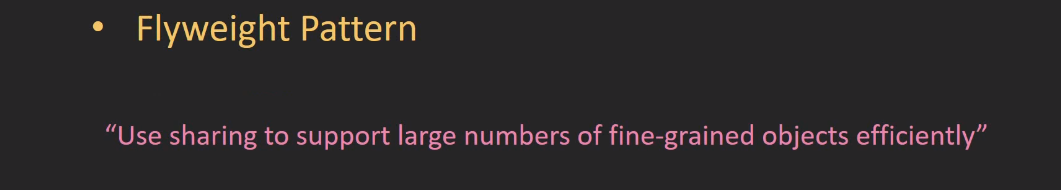 • Flyweight Pattern
“Use sharing to support large numbers of fine-grained objects efficiently”